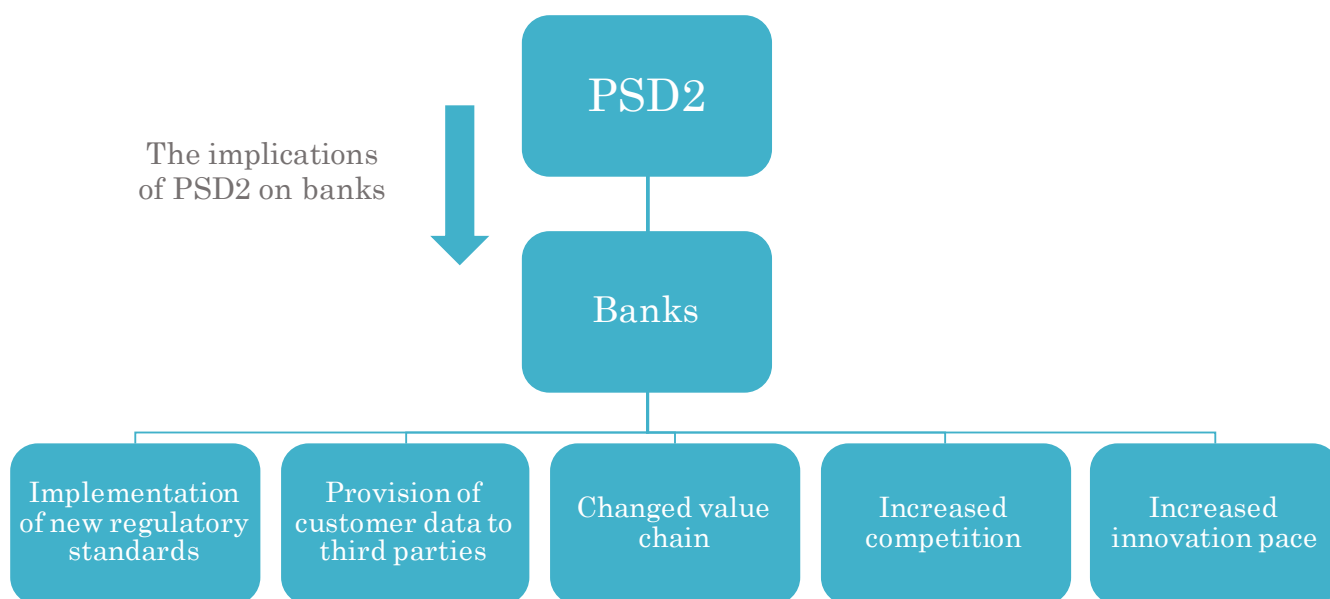 PSD2
The implications
of PSD2 on banks
Banks
Implementation
of new regulatory
standards
Provision of
customer data to
third parties
Changed value
chain
Increased
competition
Increased
innovation pace